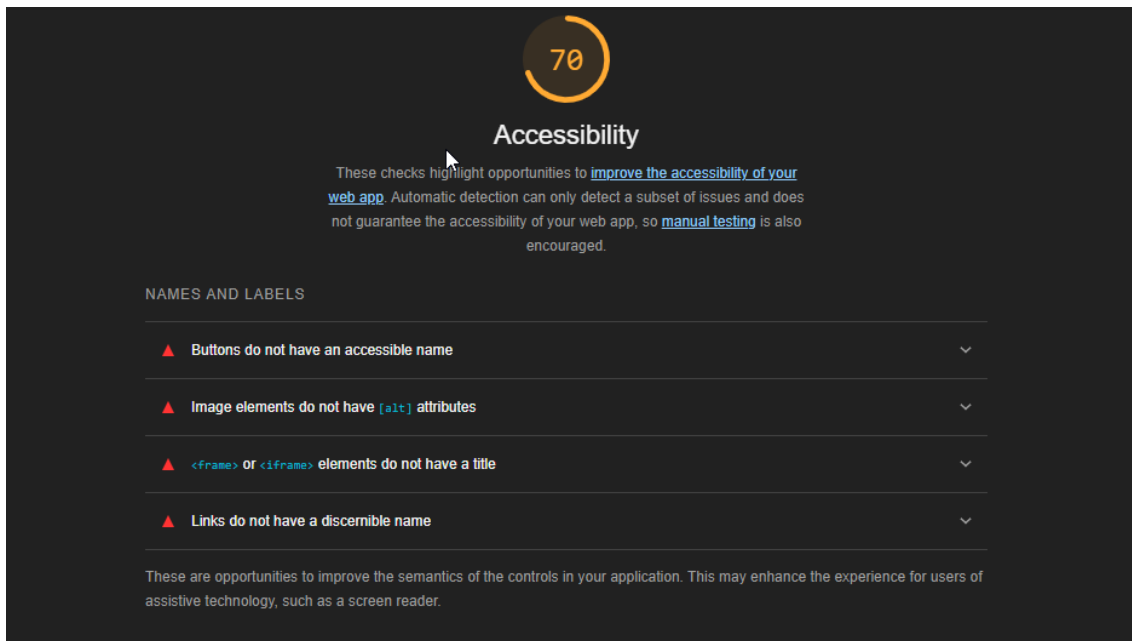 70
Accessibility
These checks highlight opportunities to improve the accessibility of your
web app. Automatic detection can only detect a subset of issues and does
not guarantee the accessibility of your web app, so manual testing is also
encouraged.
NAMES AND LABELS
Buttons do not have an accessible name
Image elements do not have [alt] attributes
<frame> or <iframe> elements do not have a title
Links do not have a discernible name
These are opportunities to improve the semantics of the controls in your application. This may enhance the experience for users of
assistive technology, such as a screen reader.